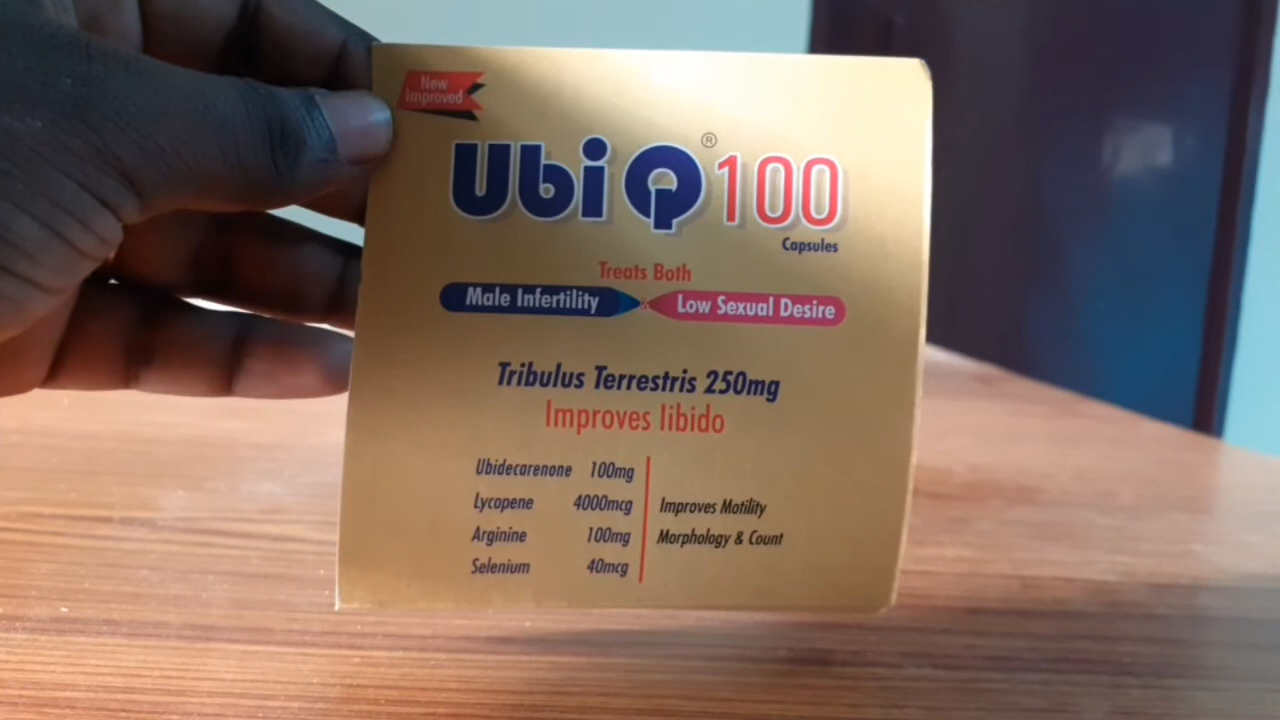 New
Improved
Ubi Q® 100
Capsules
Treats Both
Male Infertility & Low Sexual Desire
Tribulus Terrestris 250mg
Improves libido
Ubidecarenone 100mg
Lycopene 4000mcg
Arginine 100mg
Selenium 40mcg
Improves Motility
Morphology & Count